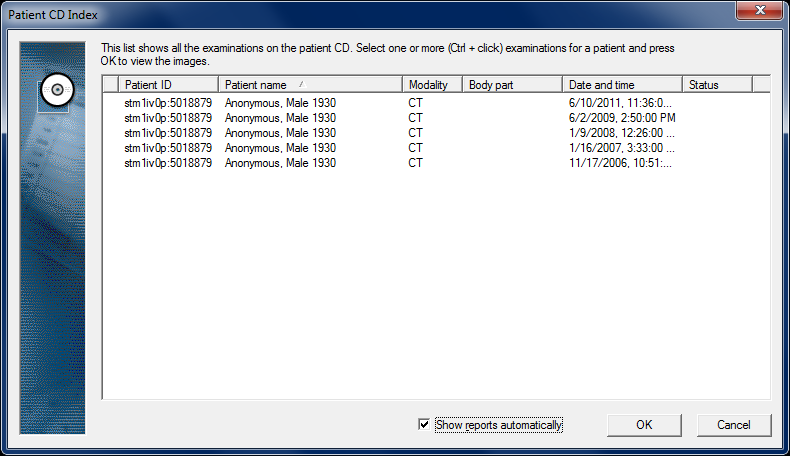 Patient CD Index
This list shows all the examinations on the patient CD. Select one or more (Ctrl + click) examinations for a patient and press
OK to view the images.
Patient ID Patient name Modality Body part Date and time Status
stm1iv0p:5018879 Anonymous, Male 1930 CT 6/10/2011, 11:36:0...
stm1iv0p:5018879 Anonymous, Male 1930 CT 6/2/2009, 2:50:00 PM
stm1iv0p:5018879 Anonymous, Male 1930 CT 1/9/2008, 12:26:00 ...
stm1iv0p:5018879 Anonymous, Male 1930 CT 1/16/2007, 3:33:00 ...
stm1iv0p:5018879 Anonymous, Male 1930 CT 11/17/2006, 10:51:...
Show reports automatically OK Cancel